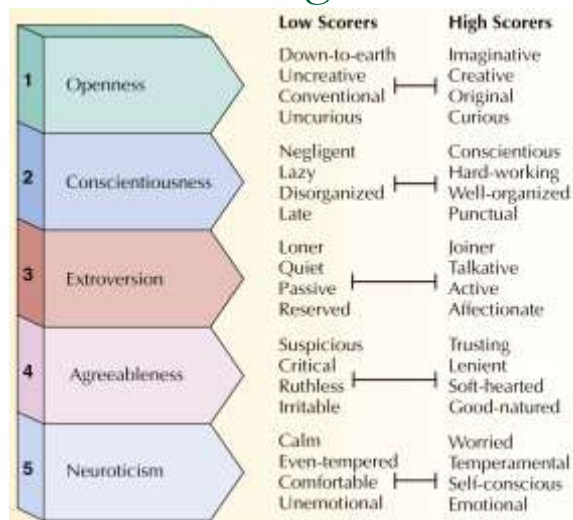 Low Scorers High Scorers
1 Openness
Down-to-earth Imaginative
Uncreative Creative
Conventional Original
Uncurious Curious
2 Conscientiousness
Negligent Conscientious
Lazy Hard-working
Disorganized Well-organized
Late Punctual
3 Extroversion
Loner Joiner
Quiet Talkative
Passive Active
Reserved Affectionate
4 Agreeableness
Suspicious Trusting
Critical Lenient
Ruthless Soft-hearted
Irritable Good-natured
5 Neuroticism
Calm Worried
Even-tempered Temperamental
Comfortable Self-conscious
Unemotional Emotional